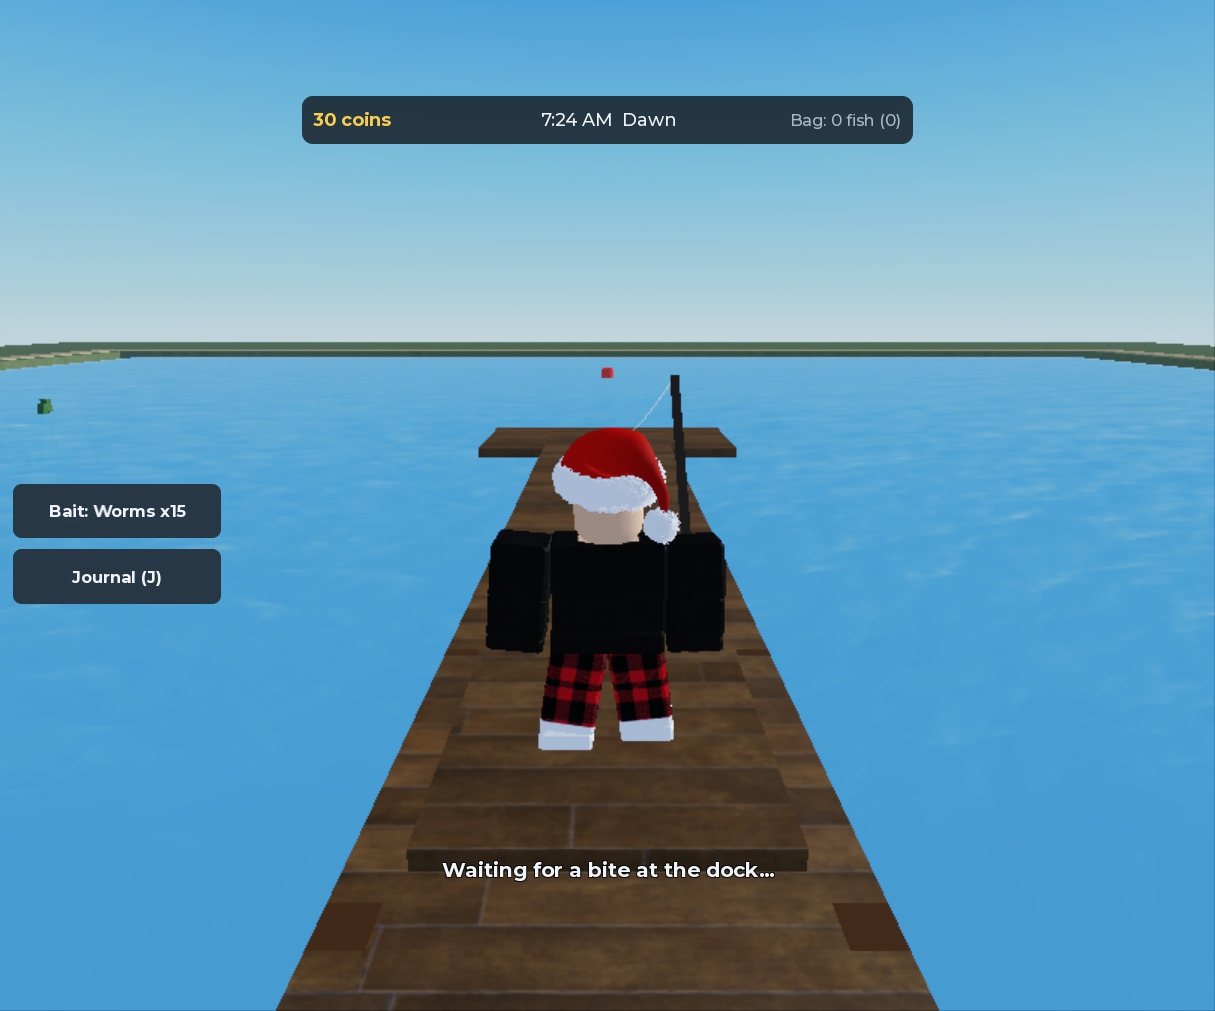 30 coins
7:24 AM  Dawn
Bag: 0 fish (0)
Bait: Worms x15
Journal (J)
Waiting for a bite at the dock...